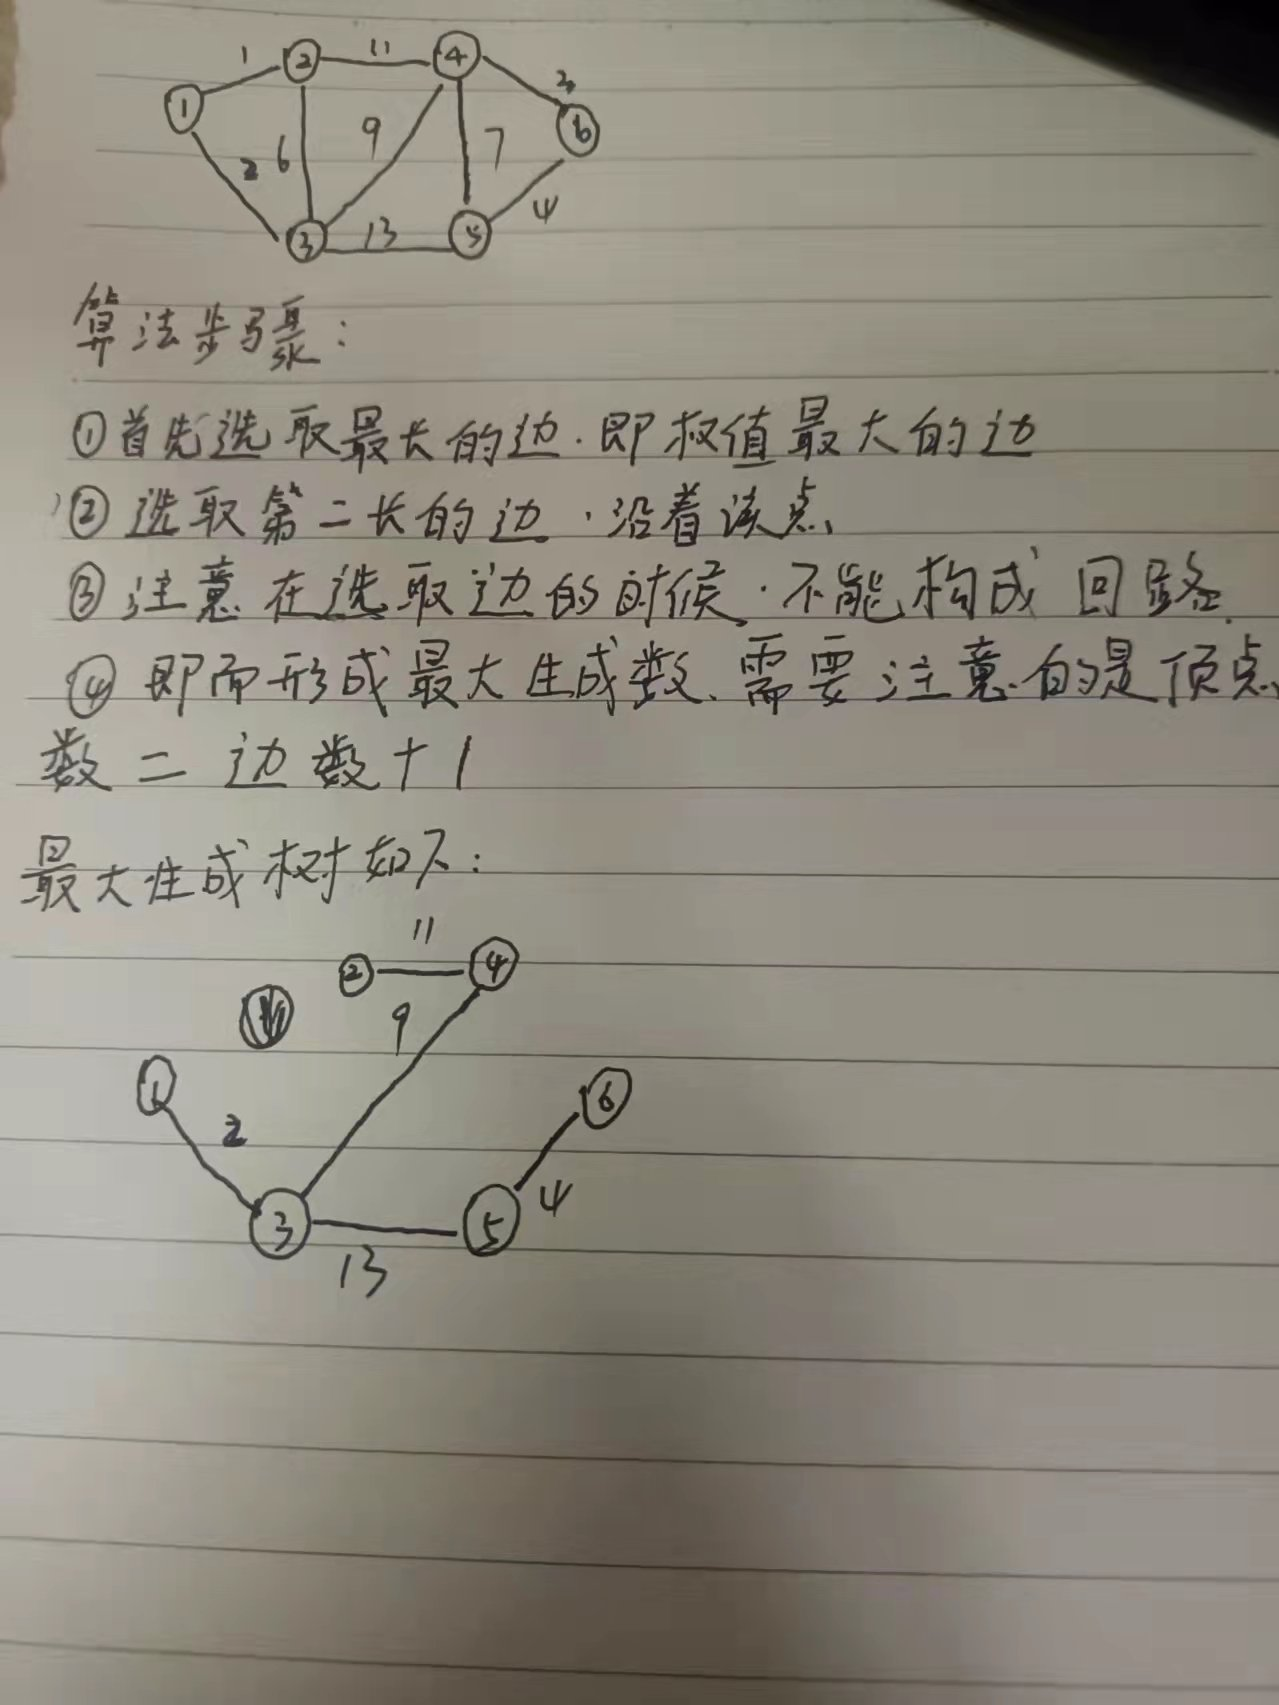 1 2 11 4 3
1 6 9 7 6
2 4
3 13 5
算法步骤:
①首先选取最长的边.即权值最大的边
②选取第二长的边.沿着该点
③注意在选取边的时候.不能构成回路.
④即而形成最大生成数.需要注意的是顶点
数=边数+1
最大生成树如下:
11
2 4
9
1 6
2
4
3 5
13